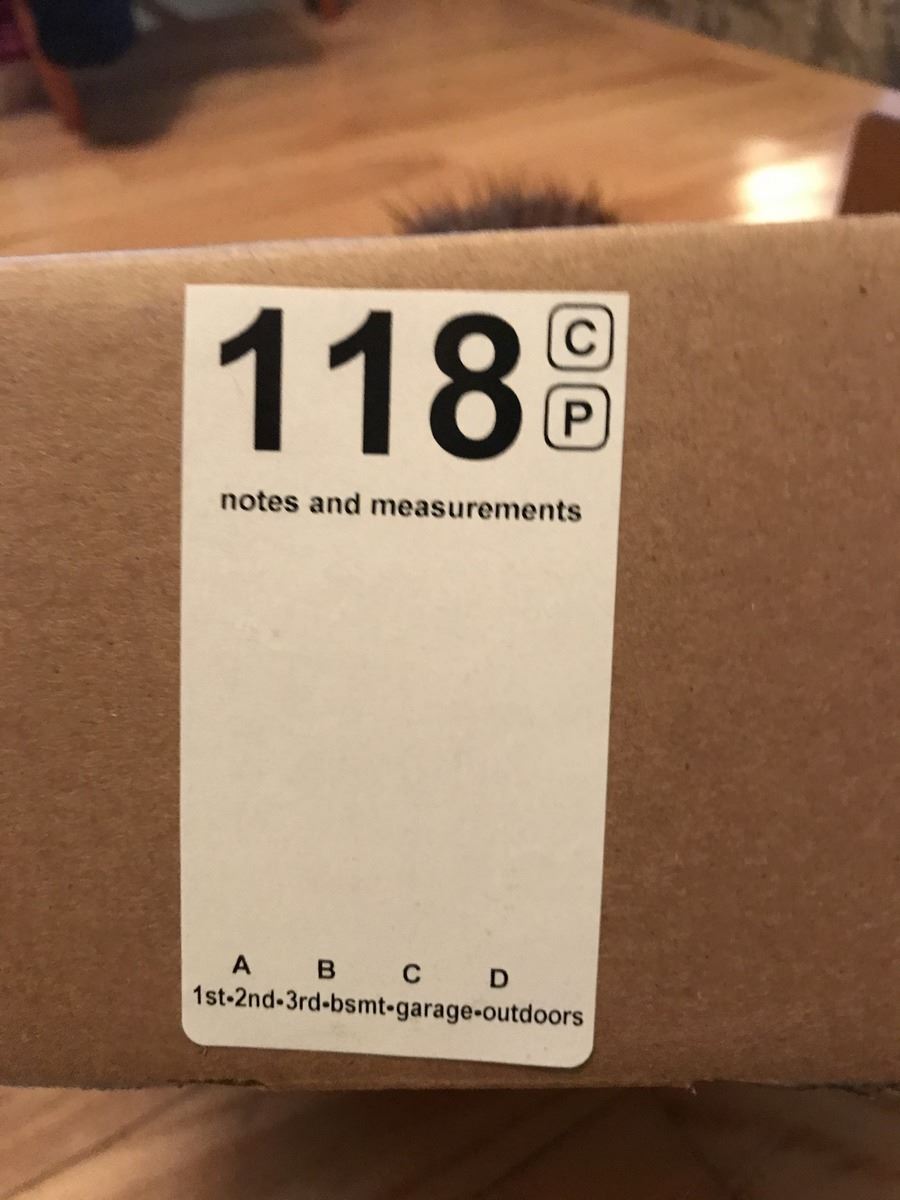 118 C
P
notes and measurements
A B C D
1st-2nd-3rd-bsmt-garage-outdoors